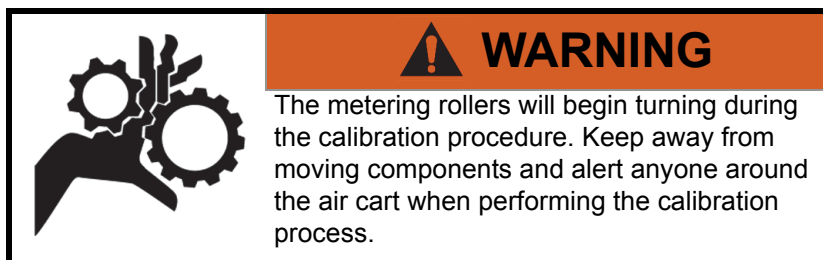 WARNING
The metering rollers will begin turning during
the calibration procedure. Keep away from
moving components and alert anyone around
the air cart when performing the calibration
process.